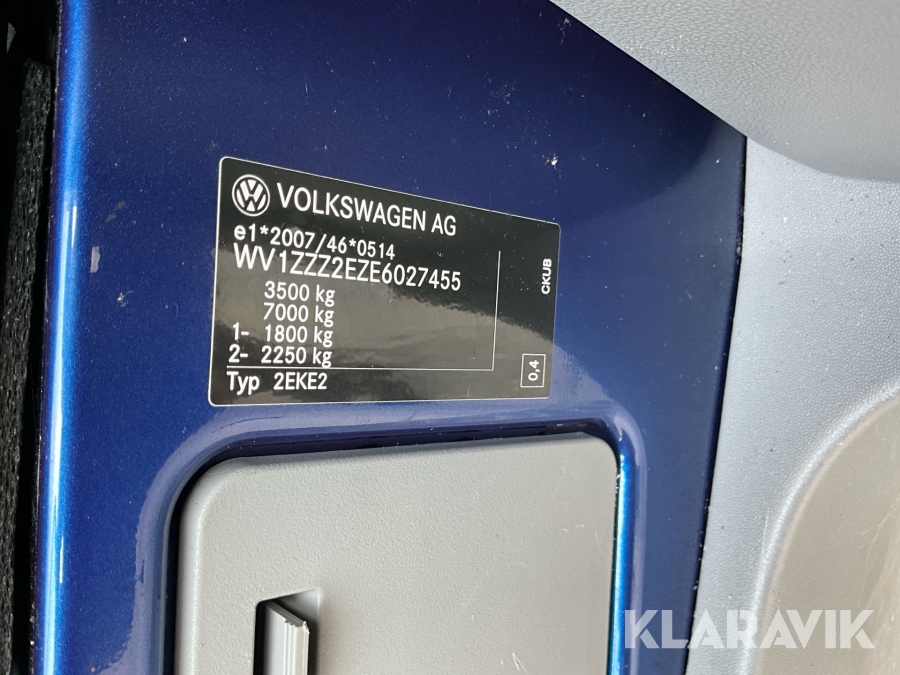 VOLKSWAGEN AG
e1*2007/46*0514
WV1ZZZ2EZE6027455
3500 kg
7000 kg
1- 1800 kg
2- 2250 kg
Typ 2EKE2
CKUB
0,4
KLARAVIK